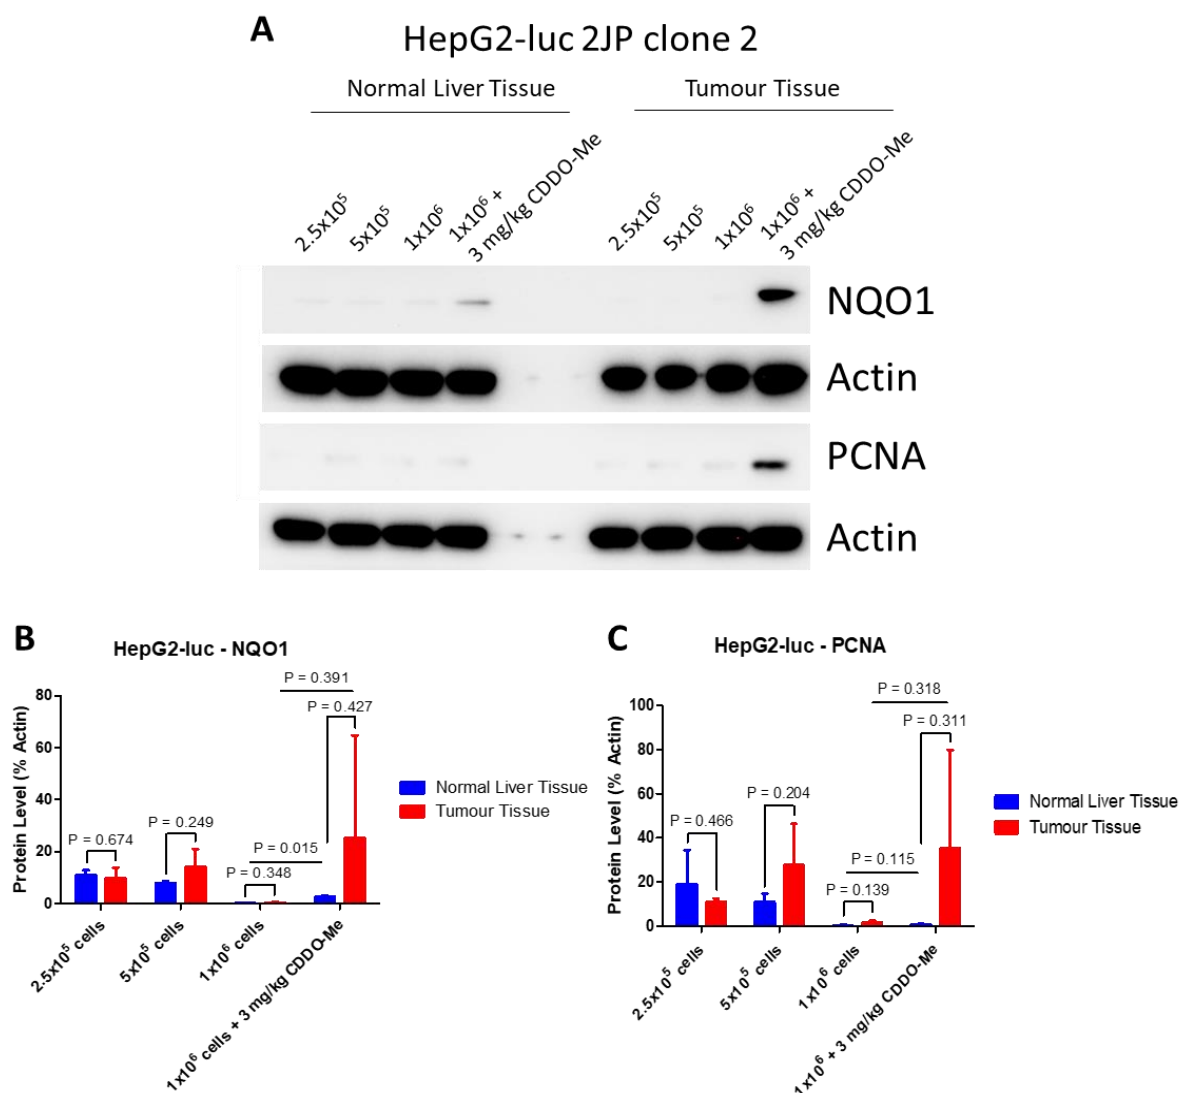 A
HepG2-luc 2JP clone 2
Normal Liver Tissue
Tumour Tissue
2.5x10⁵
5x10⁵
1x10⁶
1x10⁶ +
3 mg/kg CDDO-Me
2.5x10⁵
5x10⁵
1x10⁶
1x10⁶ +
3 mg/kg CDDO-Me
NQO1
Actin
PCNA
Actin
B
HepG2-luc - NQO1
Protein Level (% Actin)
80
60
40
20
0
P = 0.674
P = 0.249
P = 0.348
P = 0.015
P = 0.427
P = 0.391
2.5x10⁵ cells
5x10⁵ cells
1x10⁶ cells
1x10⁶ cells + 3 mg/kg CDDO-Me
Normal Liver Tissue
Tumour Tissue
C
HepG2-luc - PCNA
Protein Level (% Actin)
100
80
60
40
20
0
P = 0.466
P = 0.204
P = 0.139
P = 0.115
P = 0.311
P = 0.318
2.5x10⁵ cells
5x10⁵ cells
1x10⁶ cells
1x10⁶ + 3 mg/kg CDDO-Me
Normal Liver Tissue
Tumour Tissue